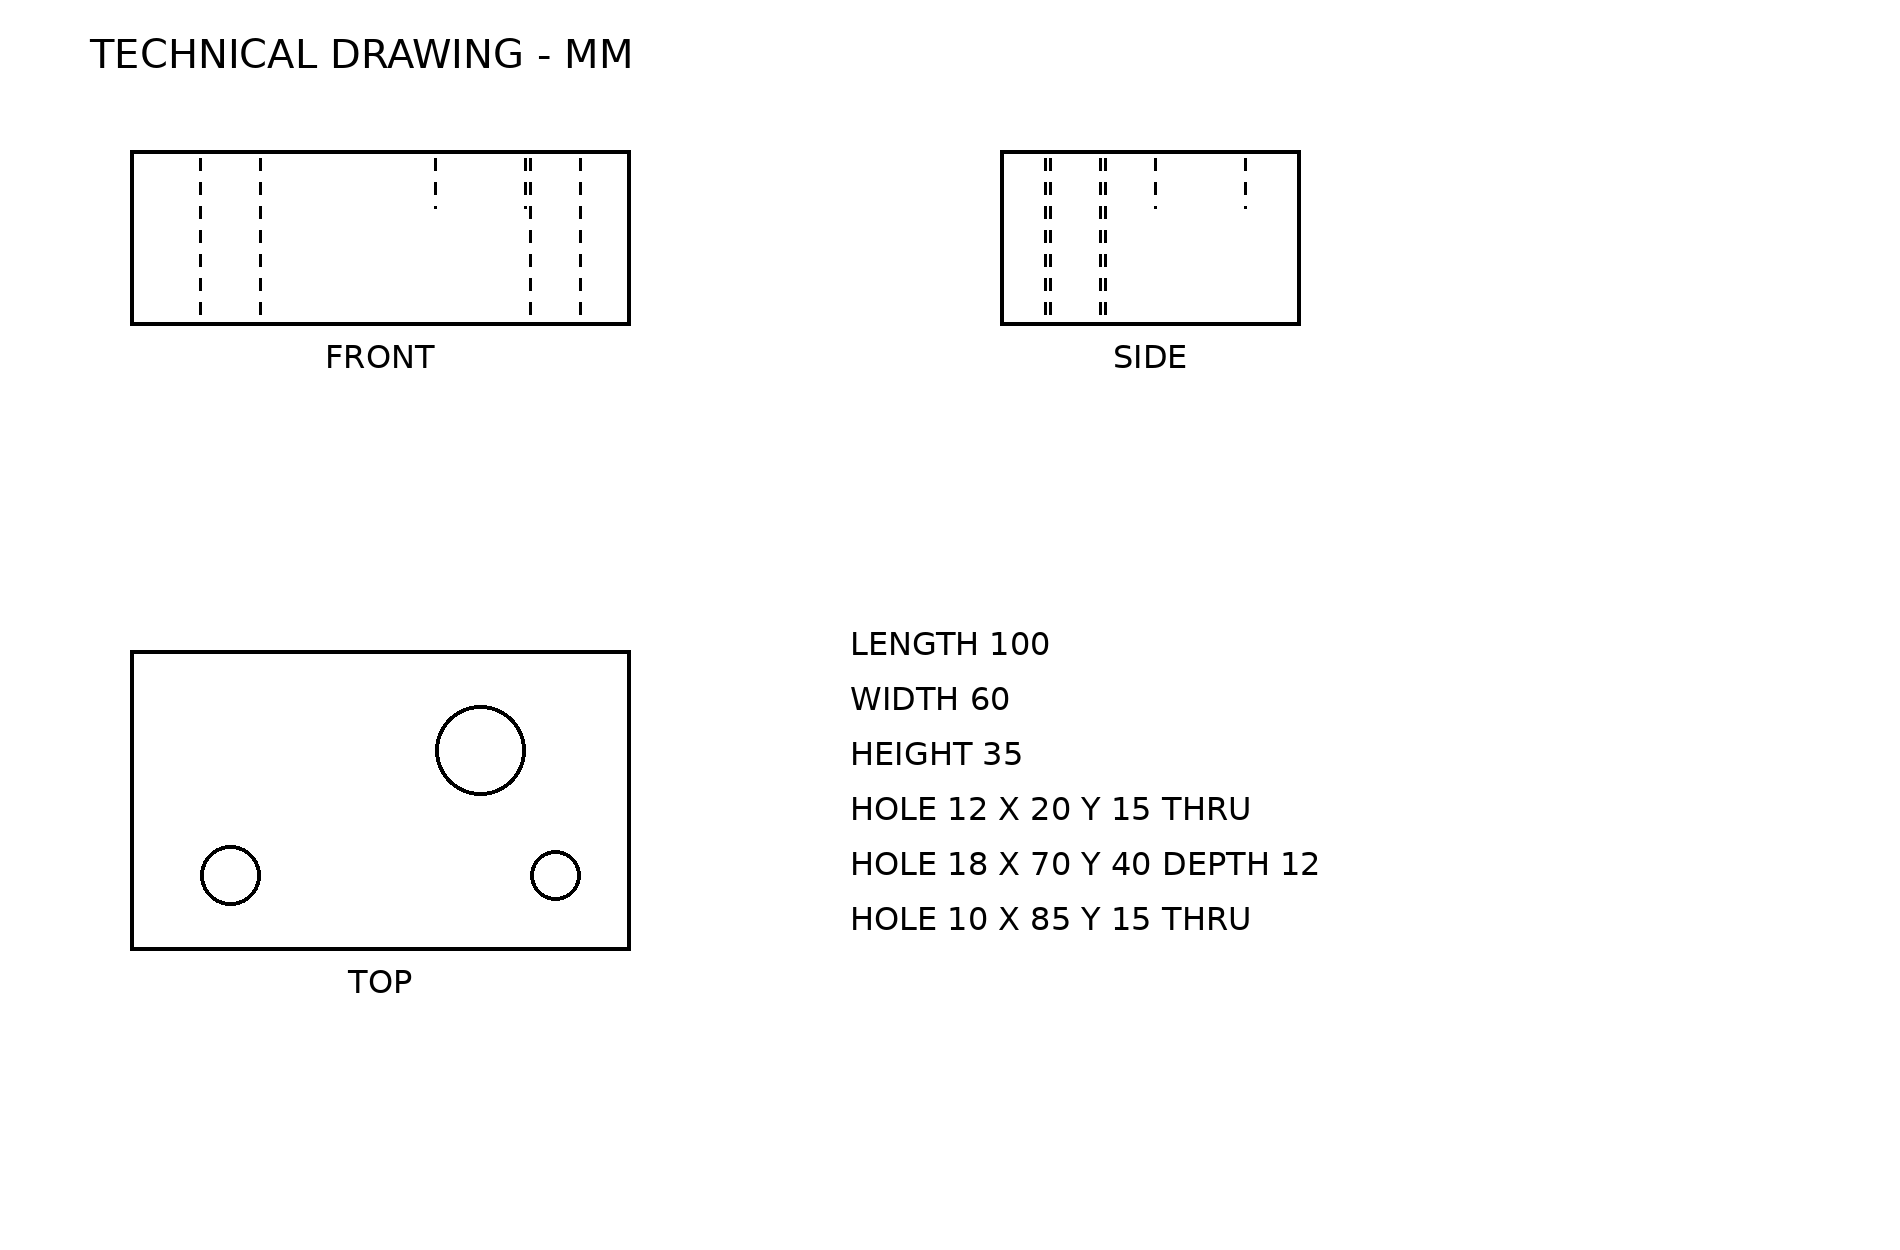 TECHNICAL DRAWING - MM
FRONT
SIDE
LENGTH 100
WIDTH 60
HEIGHT 35
HOLE 12 X 20 Y 15 THRU
HOLE 18 X 70 Y 40 DEPTH 12
HOLE 10 X 85 Y 15 THRU
TOP